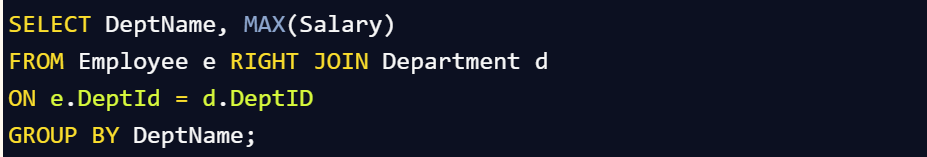 SELECT DeptName, MAX(Salary)
FROM Employee e RIGHT JOIN Department d
ON e.DeptId = d.DeptID
GROUP BY DeptName;